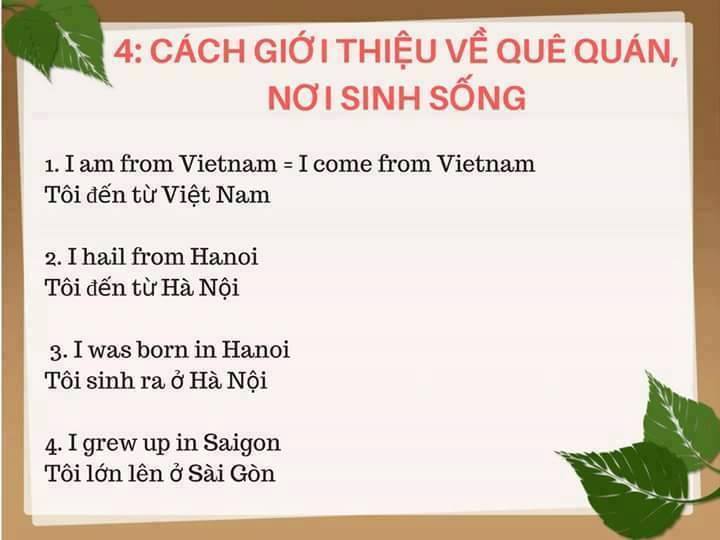 4: CÁCH GIỚI THIỆU VỀ QUÊ QUÁN,
NƠI SINH SỐNG
1. I am from Vietnam = I come from Vietnam
Tôi đến từ Việt Nam
2. I hail from Hanoi
Tôi đến từ Hà Nội
3. I was born in Hanoi
Tôi sinh ra ở Hà Nội
4. I grew up in Saigon
Tôi lớn lên ở Sài Gòn